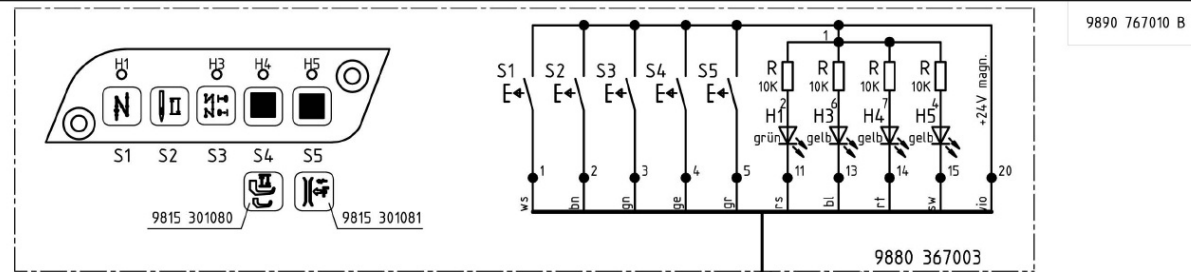 9890 767010 B
H1 H3 H4 H5
N II
S1 S2 S3 S4 S5
9815 301080 9815 301081
1
S1 S2 S3 S4 S5
R R R R
10K 10K 10K 10K
+24V magn.
2 6 7 4
H1 H3 H4 H5
grün gelb gelb gelb
1 2 3 4 5 11 13 14 15 20
ws bn gn ge gr rs bl rt sw vio
9880 367003